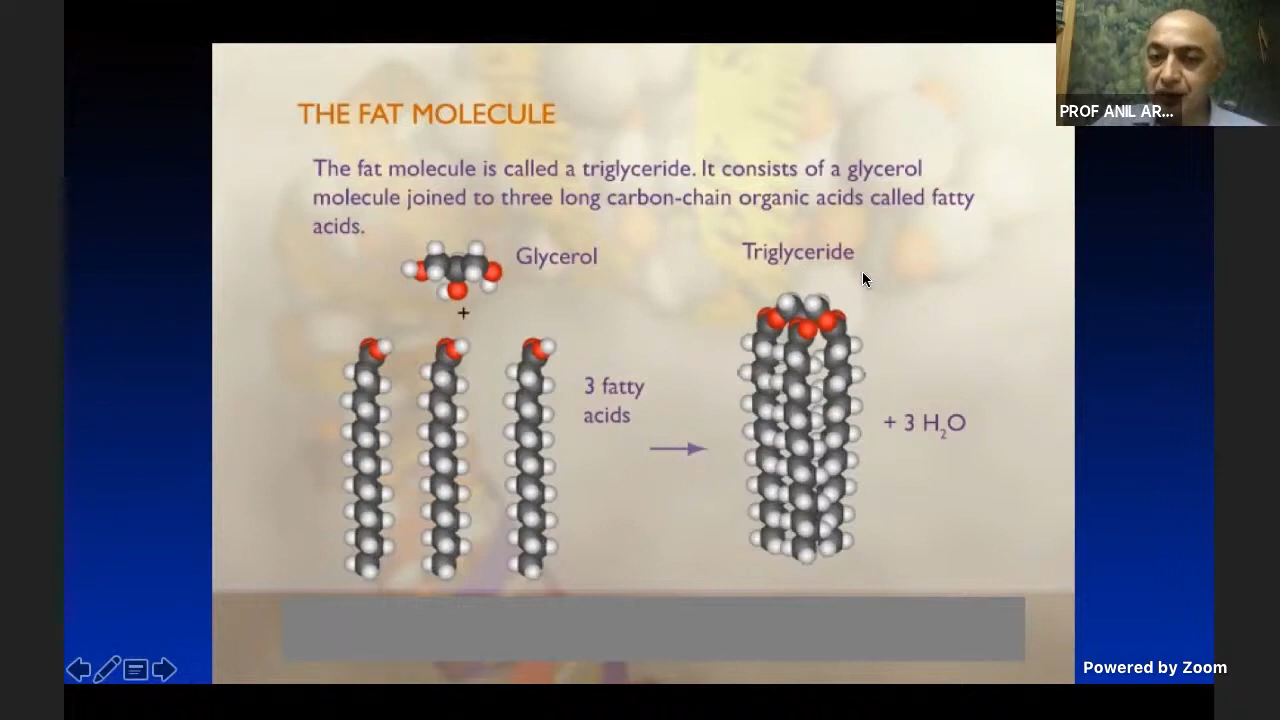 PROF ANIL AR...
THE FAT MOLECULE
The fat molecule is called a triglyceride. It consists of a glycerol
molecule joined to three long carbon-chain organic acids called fatty
acids.
Glycerol
Triglyceride
+
3 fatty
acids
+ 3 H₂O
Powered by Zoom